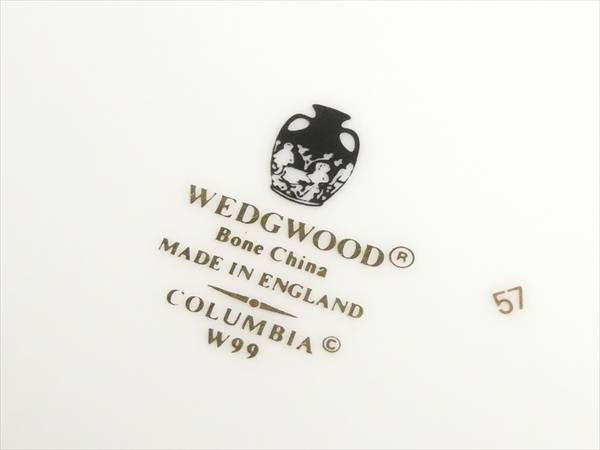 WEDGWOOD®
Bone China
MADE IN ENGLAND
COLUMBIA ©
W99
57